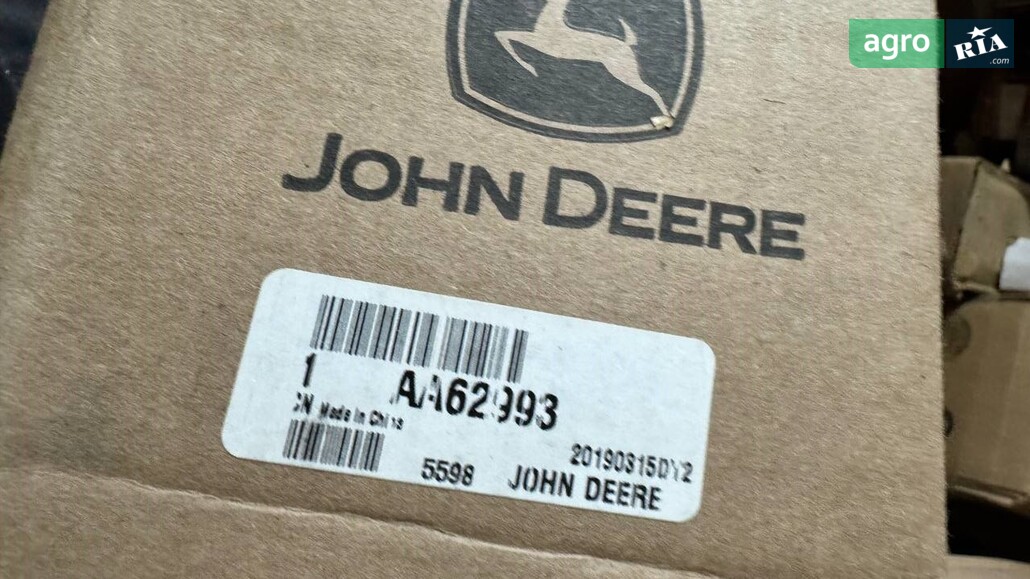 agro RIA .com
JOHN DEERE
1 AA62993
CN Made In China
20190315DY2
5598 JOHN DEERE